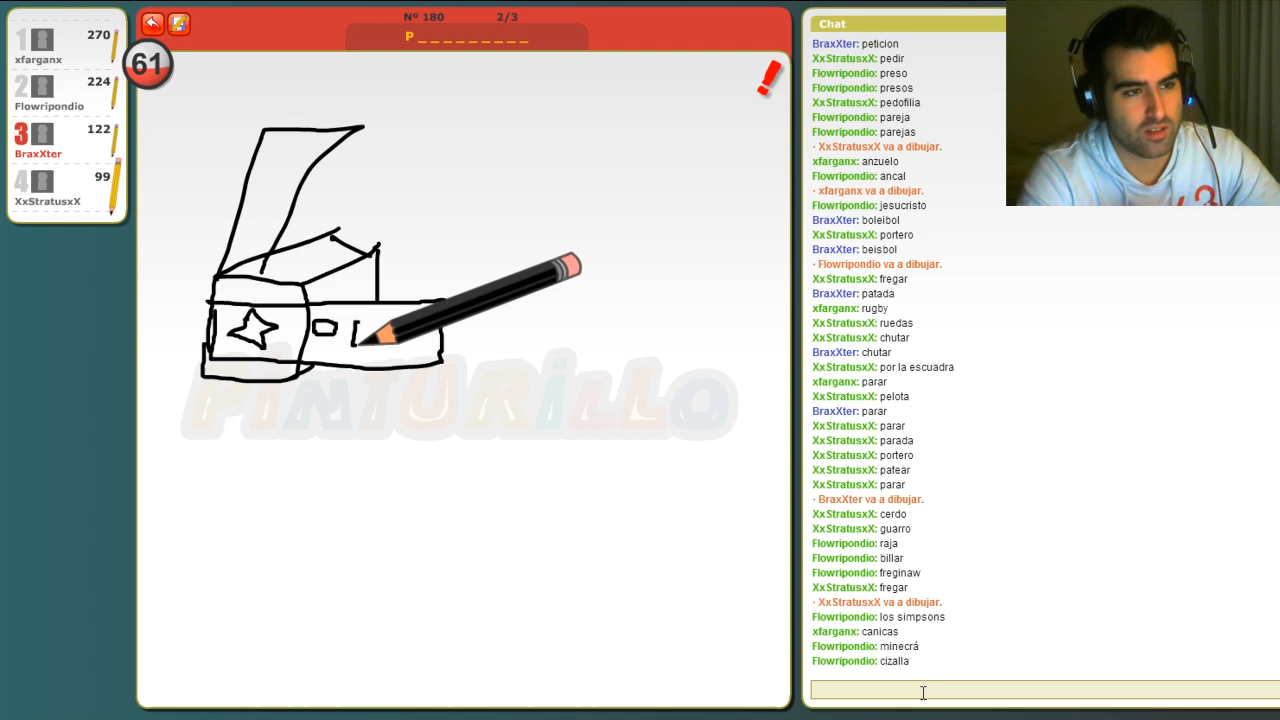 1 270
xfarganx
2 224
Flowripondio
3 122
BraxXter
4 99
XxStratusxX
61
Nº 180 2/3
P _ _ _ _ _ _ _ _ _
PINTURILLO
Chat
BraxXter: peticion
XxStratusxX: pedir
Flowripondio: preso
Flowripondio: presos
XxStratusxX: pedofilia
Flowripondio: pareja
Flowripondio: parejas
· XxStratusxX va a dibujar.
xfarganx: anzuelo
Flowripondio: ancal
· xfarganx va a dibujar.
Flowripondio: jesucristo
BraxXter: boleibol
XxStratusxX: portero
BraxXter: beisbol
· Flowripondio va a dibujar.
XxStratusxX: fregar
BraxXter: patada
xfarganx: rugby
XxStratusxX: ruedas
XxStratusxX: chutar
BraxXter: chutar
XxStratusxX: por la escuadra
xfarganx: parar
XxStratusxX: pelota
BraxXter: parar
XxStratusxX: parar
XxStratusxX: parada
XxStratusxX: portero
XxStratusxX: patear
XxStratusxX: parar
· BraxXter va a dibujar.
XxStratusxX: cerdo
XxStratusxX: guarro
Flowripondio: raja
Flowripondio: billar
Flowripondio: freginaw
XxStratusxX: fregar
· XxStratusxX va a dibujar.
Flowripondio: los simpsons
xfarganx: canicas
Flowripondio: minecrá
Flowripondio: cizalla